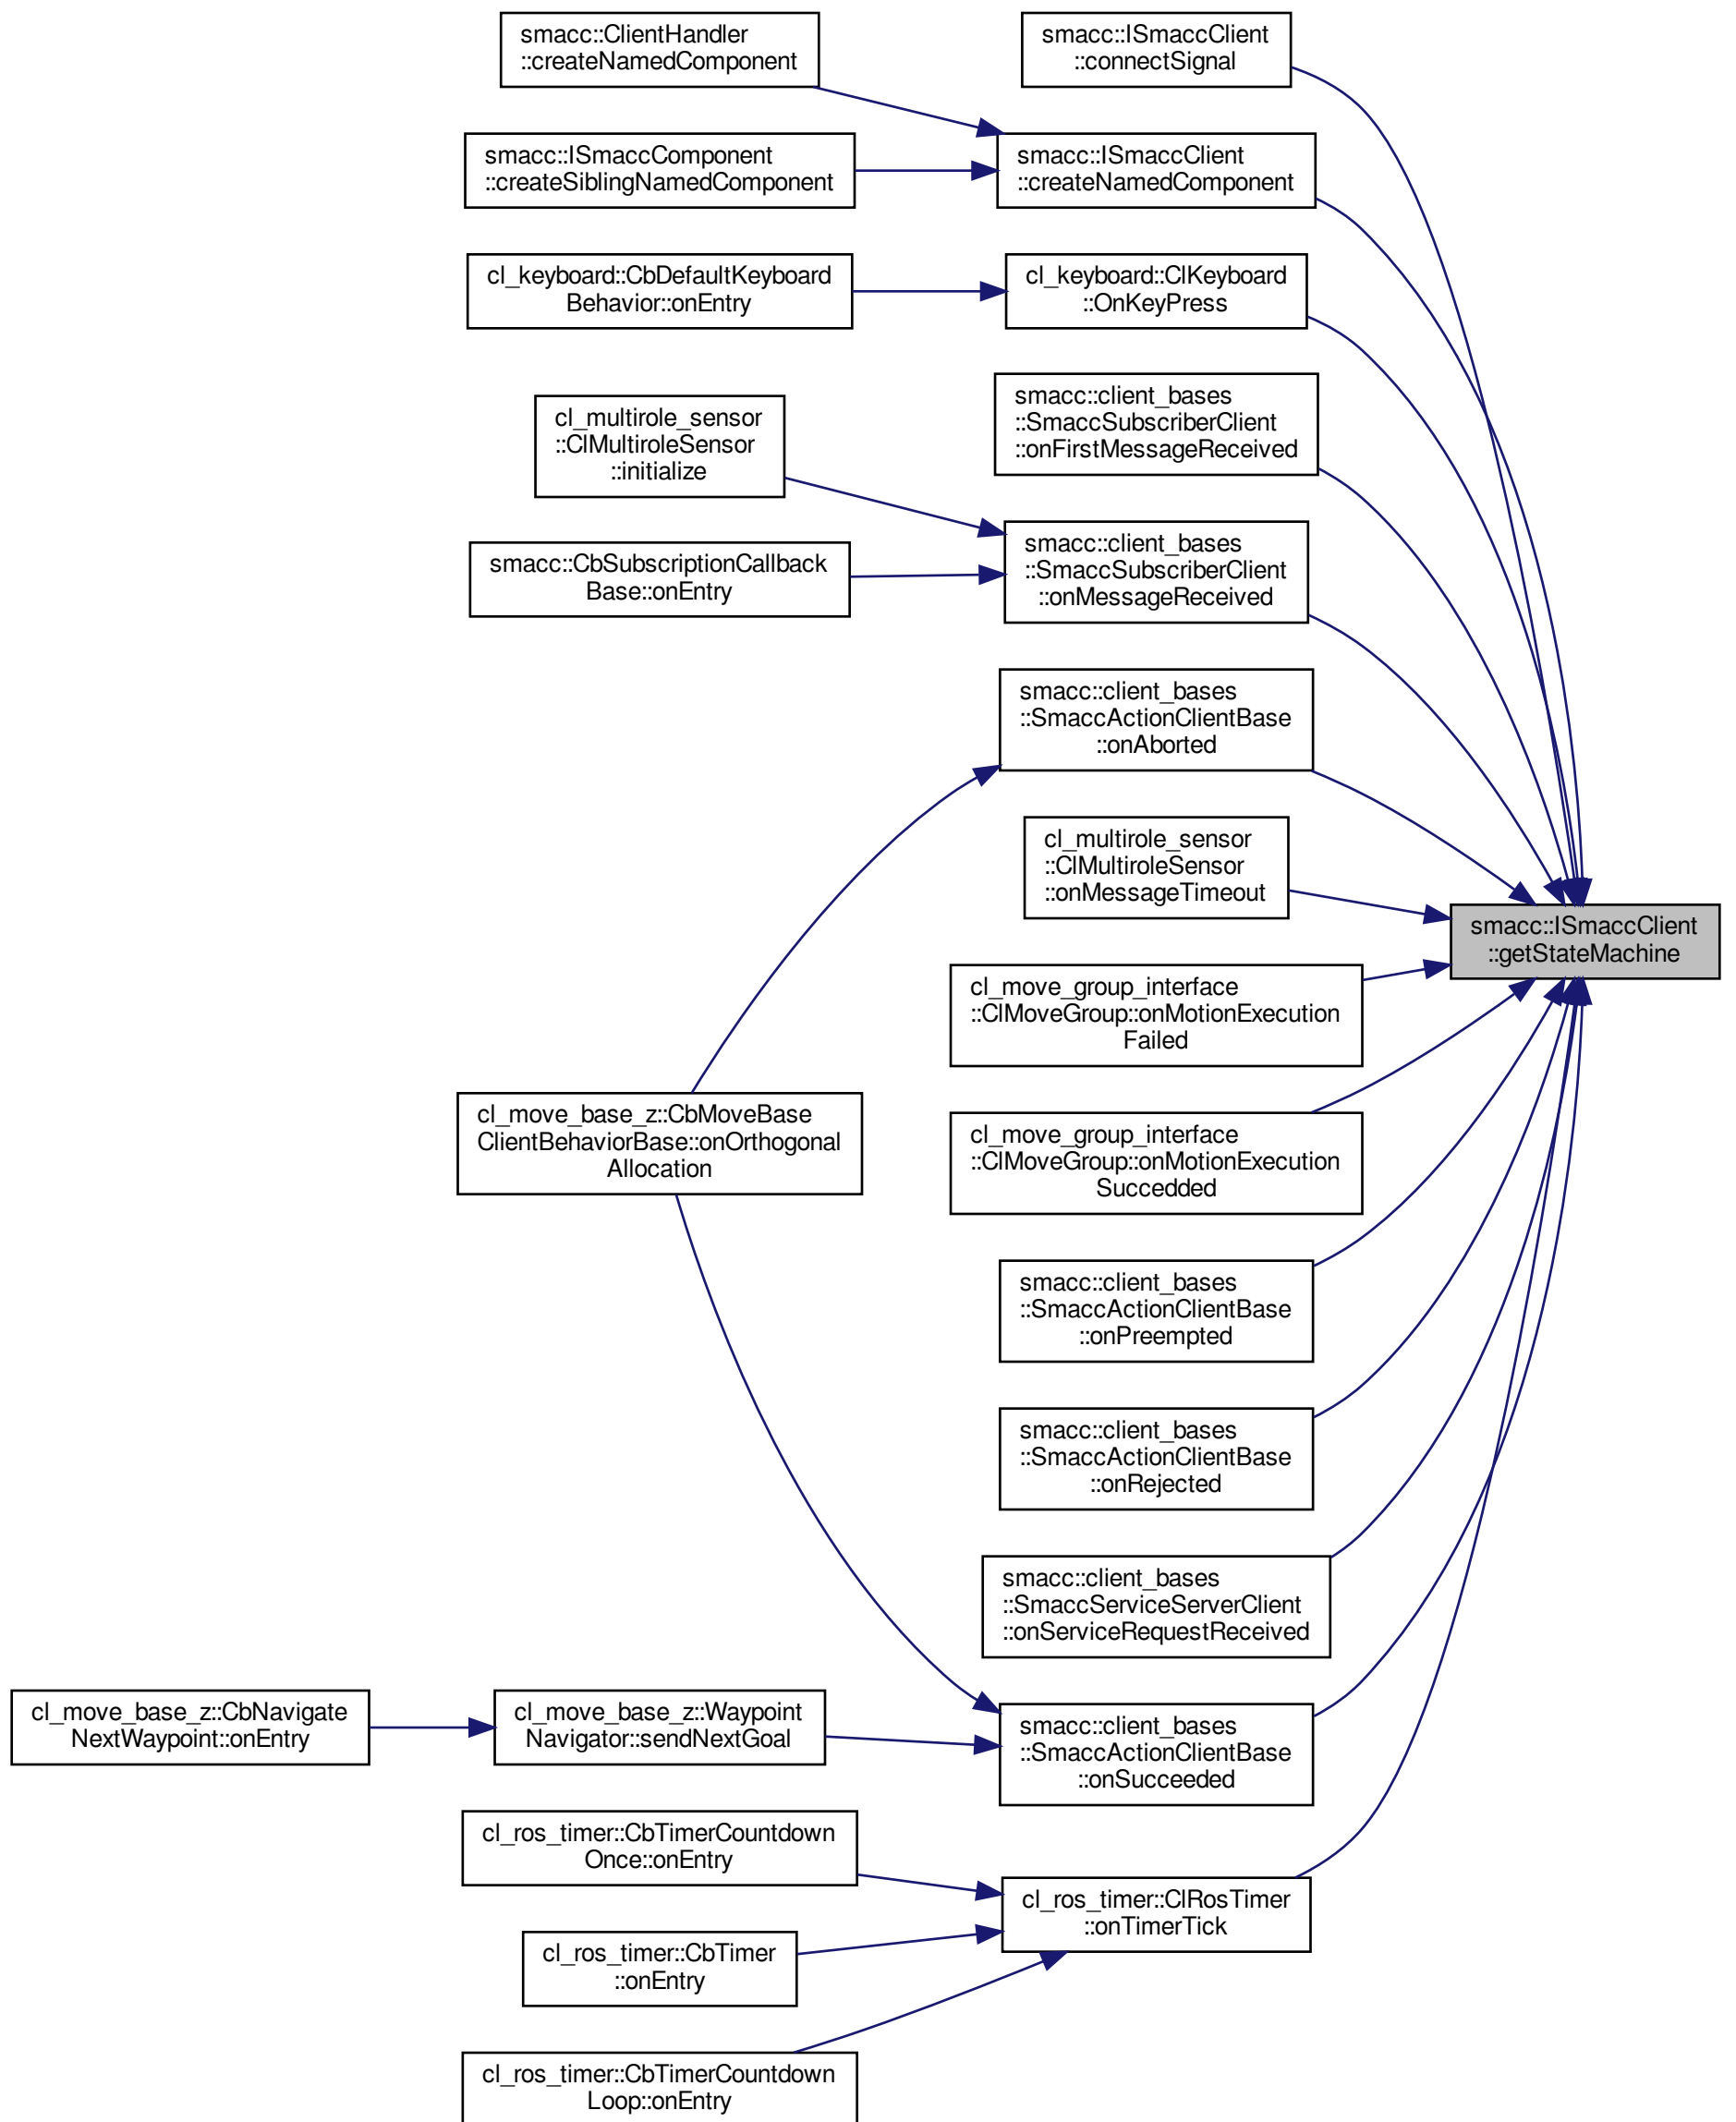 smacc::ClientHandler
::createNamedComponent
smacc::ISmaccClient
::connectSignal
smacc::ISmaccComponent
::createSiblingNamedComponent
smacc::ISmaccClient
::createNamedComponent
cl_keyboard::CbDefaultKeyboard
Behavior::onEntry
cl_keyboard::ClKeyboard
::OnKeyPress
smacc::client_bases
::SmaccSubscriberClient
::onFirstMessageReceived
cl_multirole_sensor
::ClMultiroleSensor
::initialize
smacc::CbSubscriptionCallback
Base::onEntry
smacc::client_bases
::SmaccSubscriberClient
::onMessageReceived
smacc::client_bases
::SmaccActionClientBase
::onAborted
cl_multirole_sensor
::ClMultiroleSensor
::onMessageTimeout
smacc::ISmaccClient
::getStateMachine
cl_move_group_interface
::ClMoveGroup::onMotionExecution
Failed
cl_move_base_z::CbMoveBase
ClientBehaviorBase::onOrthogonal
Allocation
cl_move_group_interface
::ClMoveGroup::onMotionExecution
Succedded
smacc::client_bases
::SmaccActionClientBase
::onPreempted
smacc::client_bases
::SmaccActionClientBase
::onRejected
smacc::client_bases
::SmaccServiceServerClient
::onServiceRequestReceived
cl_move_base_z::CbNavigate
NextWaypoint::onEntry
cl_move_base_z::Waypoint
Navigator::sendNextGoal
smacc::client_bases
::SmaccActionClientBase
::onSucceeded
cl_ros_timer::CbTimerCountdown
Once::onEntry
cl_ros_timer::ClRosTimer
::onTimerTick
cl_ros_timer::CbTimer
::onEntry
cl_ros_timer::CbTimerCountdown
Loop::onEntry